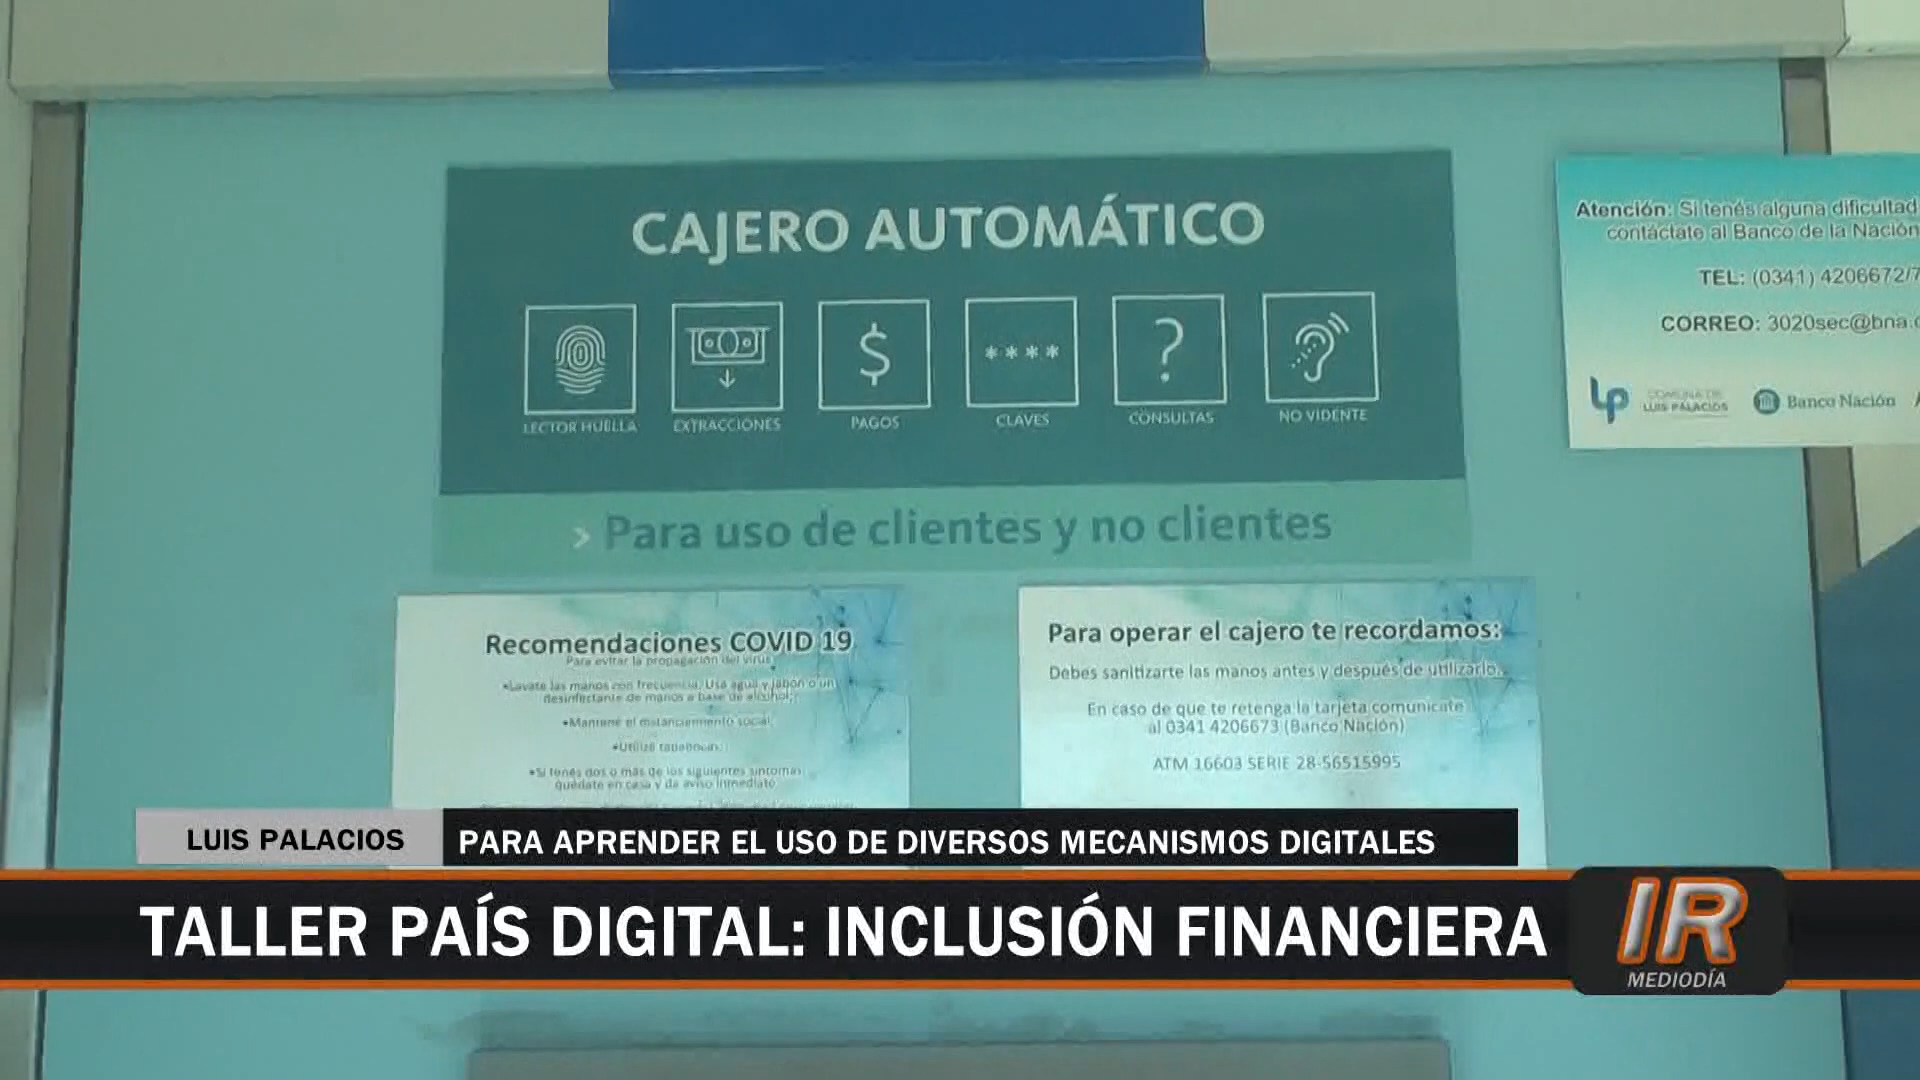 CAJERO AUTOMÁTICO
LECTOR HUELLA
EXTRACCIONES
PAGOS
****
CLAVES
CONSULTAS
NO VIDENTE
> Para uso de clientes y no clientes
Atención: Si tenés alguna dificultad
contáctate al Banco de la Nación
TEL: (0341) 4206672/7
CORREO: 3020sec@bna.
LP
COMUNA DE
LUIS PALACIOS
Banco Nación
Recomendaciones COVID 19
Para evitar la propagación del virus
•Lavate las manos con frecuencia. Usá agua y jabón o un
desinfectante de manos a base de alcohol;
•Mantené el distanciamiento social.
•Utilizá tapabocas.
•Si tenés dos o más de los siguientes síntomas
quedate en casa y da aviso inmediato
Para operar el cajero te recordamos:
Debes sanitizarte las manos antes y después de utilizarlo.
En caso de que te retenga la tarjeta comunicate
al 0341 4206673 (Banco Nación)
ATM 16603 SERIE 28-56515995
LUIS PALACIOS
PARA APRENDER EL USO DE DIVERSOS MECANISMOS DIGITALES
TALLER PAÍS DIGITAL: INCLUSIÓN FINANCIERA
IR
MEDIODÍA